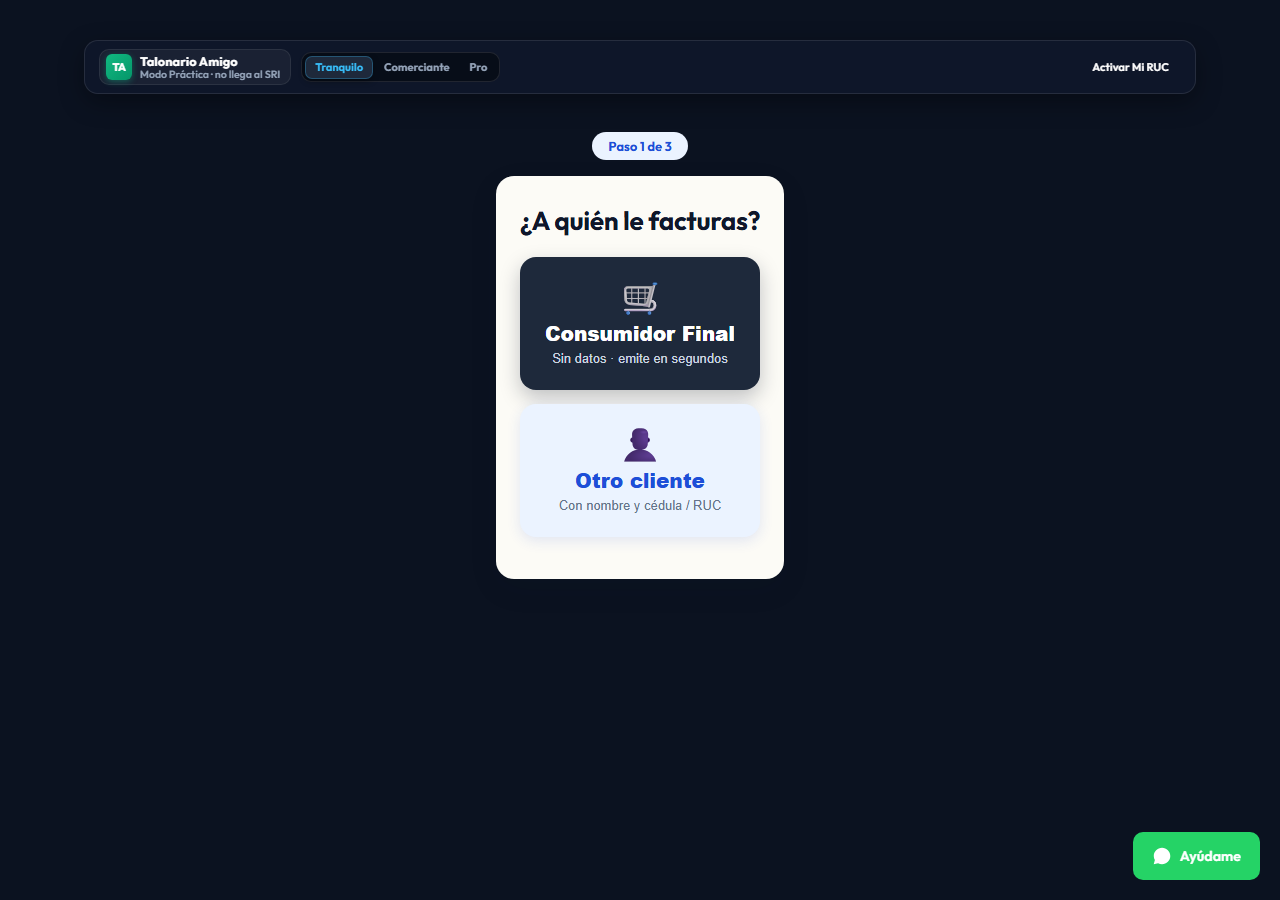 TA
Talonario Amigo
Modo Práctica · no llega al SRI
Tranquilo
Comerciante
Pro
Activar Mi RUC
Paso 1 de 3
¿A quién le facturas?
Consumidor Final
Sin datos · emite en segundos
Otro cliente
Con nombre y cédula / RUC
Ayúdame